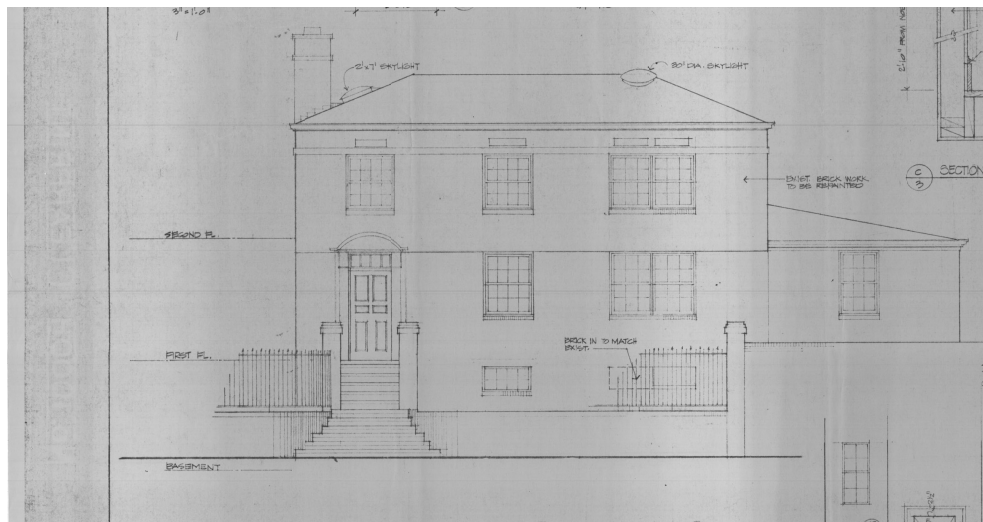 3" = 1'-0"
2'x7' SKYLIGHT
30" DIA. SKYLIGHT
EXIST. BRICK WORK
TO BE REPAINTED
C
3
SECTION
SECOND FL.
BRICK IN TO MATCH
EXIST.
FIRST FL.
BASEMENT